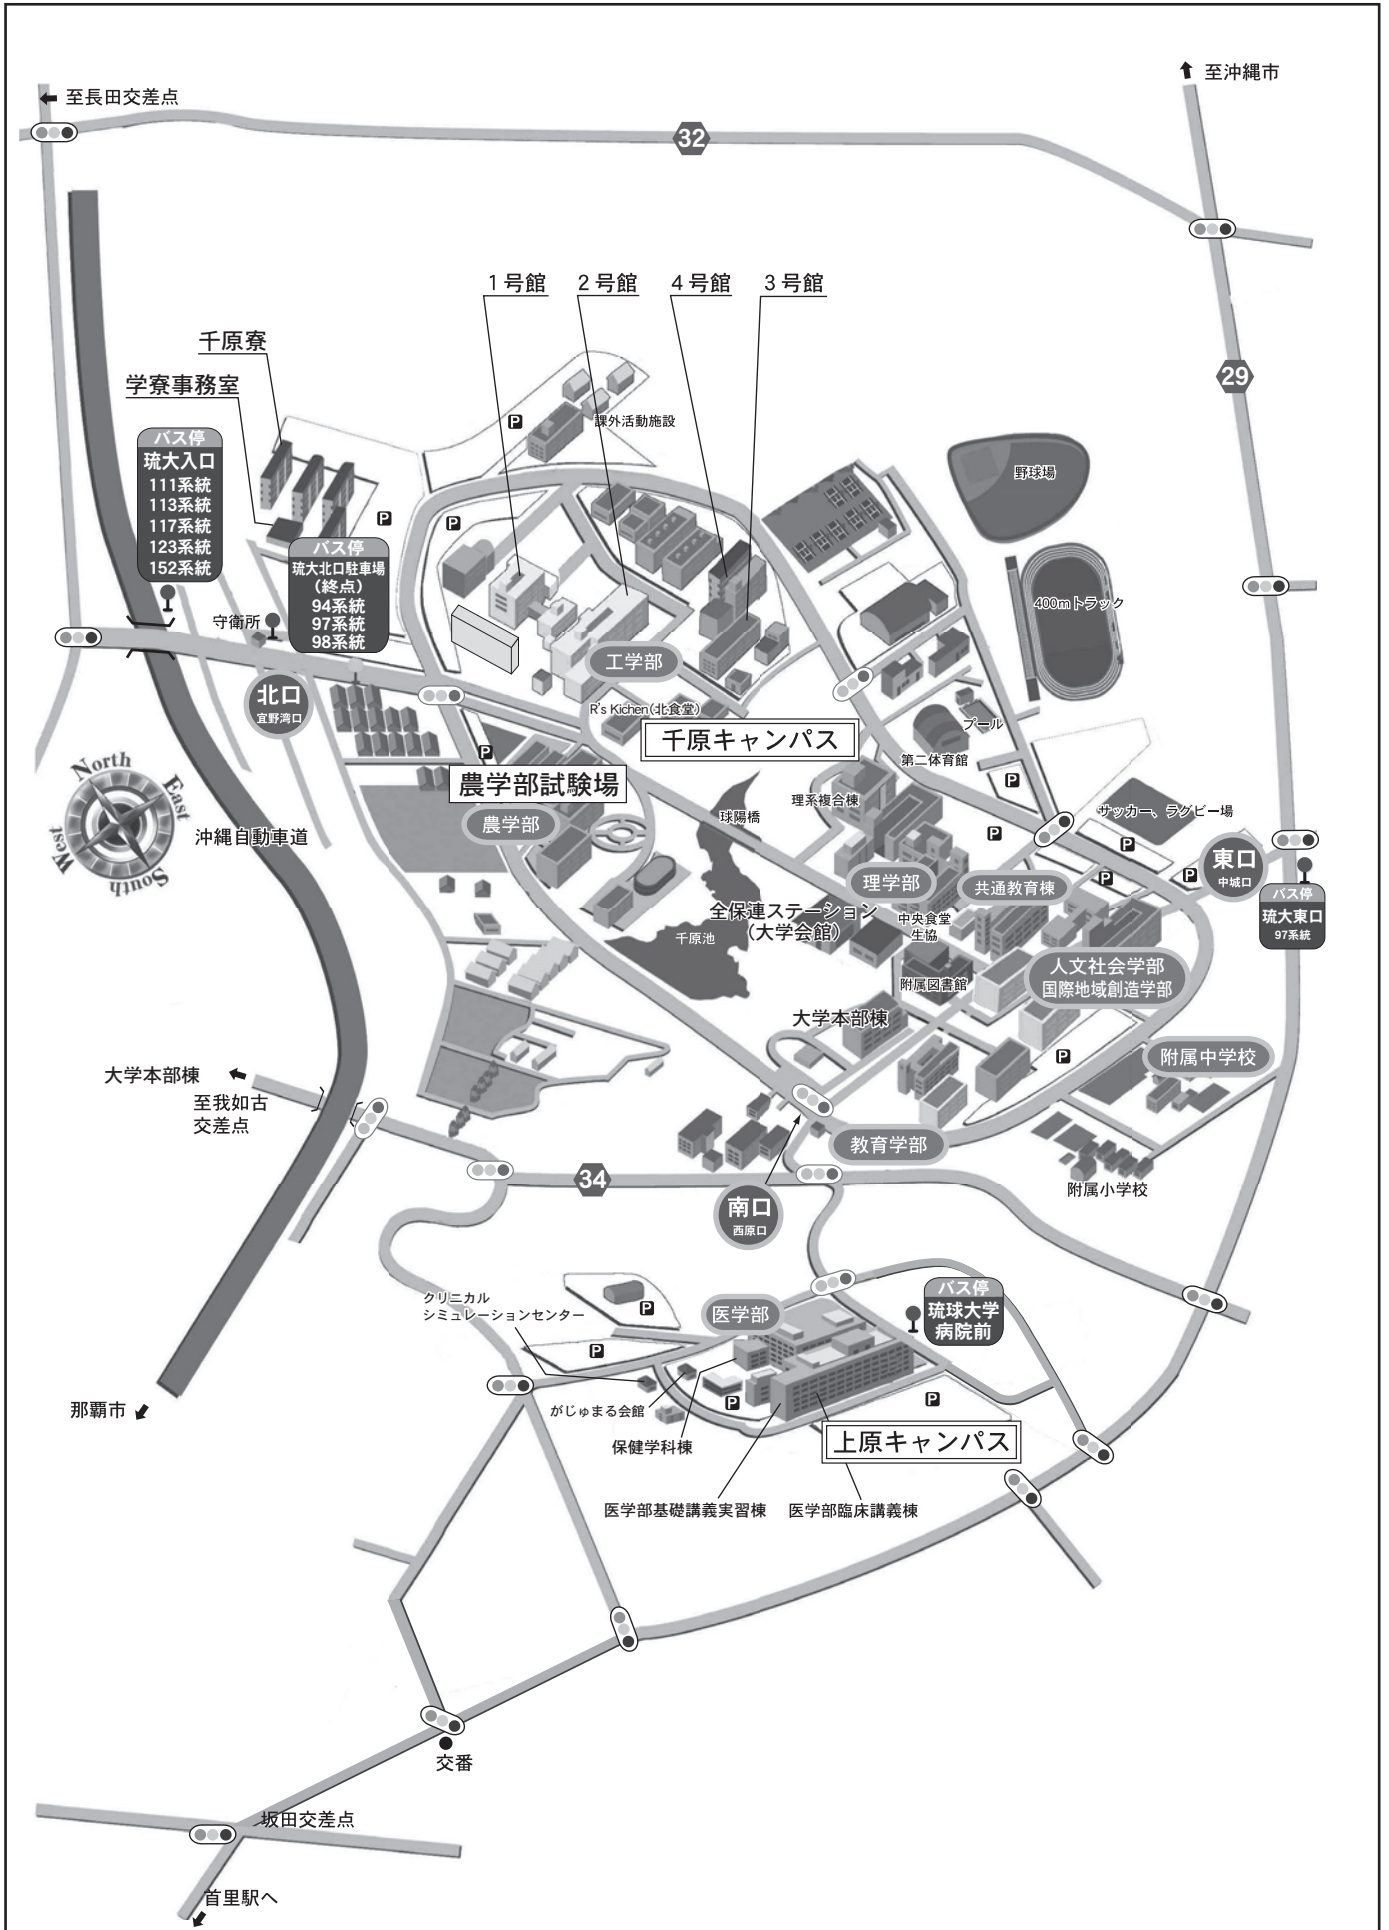 至沖縄市
至長田交差点
32
29
1号館
2号館
4号館
3号館
千原寮
学寮事務室
バス停
琉大入口
111系統
113系統
117系統
123系統
152系統
P
課外活動施設
野球場
P
P
バス停
琉大北口駐車場
(終点)
94系統
97系統
98系統
守衛所
400mトラック
工学部
北口
宜野湾口
R's Kichen(北食堂)
千原キャンパス
プール
第二体育館
P
P
農学部試験場
農学部
North
East
South
West
沖縄自動車道
球陽橋
理系複合棟
サッカー、ラグビー場
P
P
P
P
東口
中城口
バス停
琉大東口
97系統
理学部
共通教育棟
全保連ステーション
(大学会館)
中央食堂
生協
千原池
附属図書館
人文社会学部
国際地域創造学部
大学本部棟
P
附属中学校
大学本部棟
至我如古
交差点
教育学部
34
附属小学校
南口
西原口
クリニカル
シミュレーションセンター
P
P
医学部
バス停
琉球大学
病院前
那覇市
がじゅまる会館
P
P
保健学科棟
上原キャンパス
医学部基礎講義実習棟
医学部臨床講義棟
交番
坂田交差点
首里駅へ